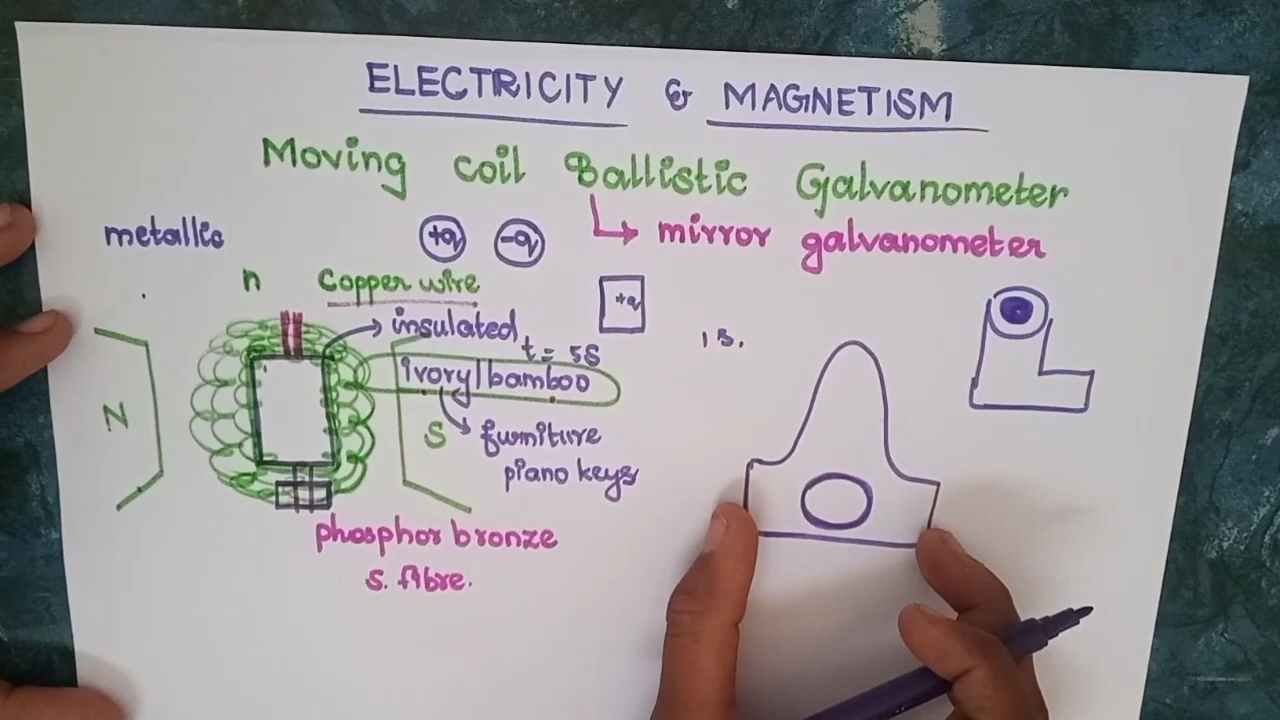 ELECTRICITY & MAGNETISM
Moving coil Ballistic Galvanometer
mirror galvanometer
metallic
+q -q
n
Copper wire
insulated
+q
t = 5s
1s.
ivory/bamboo
N
S
furniture
piano keys
phosphor bronze
s. fibre.